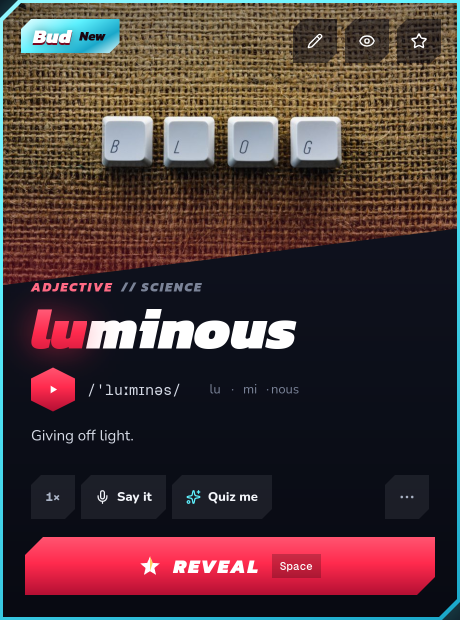 Bud New
B L O G
ADJECTIVE // SCIENCE
luminous
/ˈluːmɪnəs/ lu · mi · nous
Giving off light.
1× Say it Quiz me ···
REVEAL Space